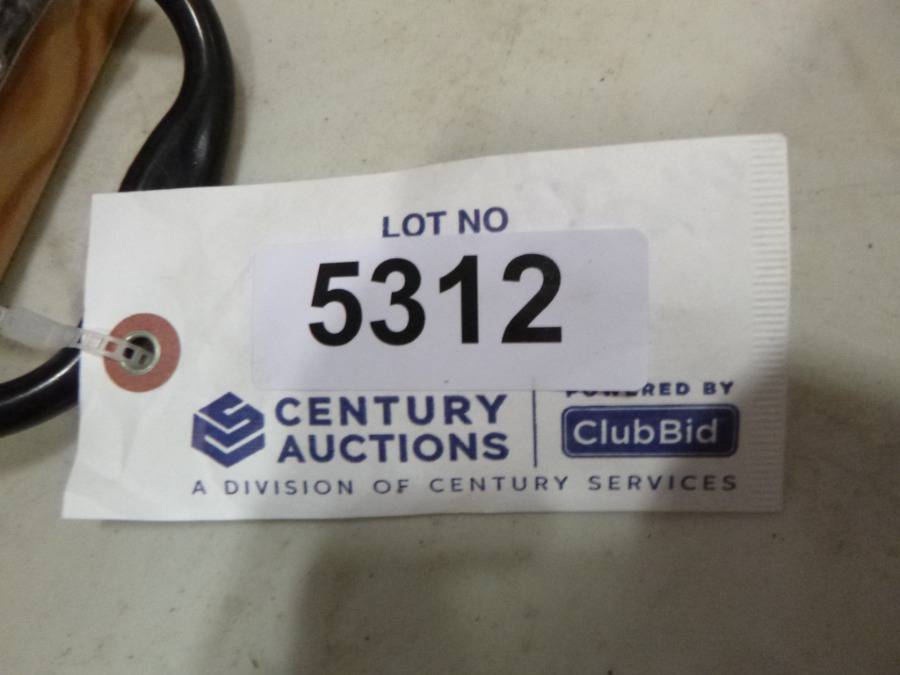 LOT NO
5312
CENTURY
AUCTIONS
POWERED BY
ClubBid
A DIVISION OF CENTURY SERVICES